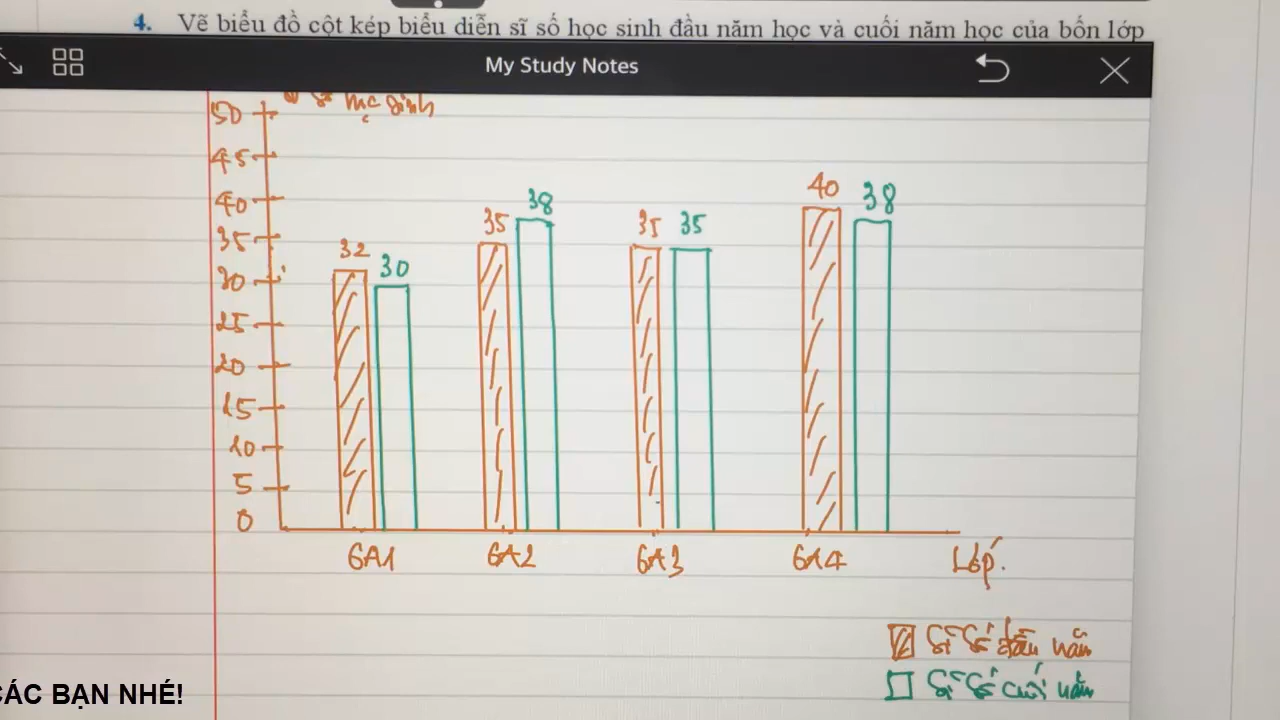 4. Vẽ biểu đồ cột kép biểu diễn sĩ số học sinh đầu năm học và cuối năm học của bốn lớp
My Study Notes
học sinh
50
45
40
35
30
25
20
15
10
5
0
32 30 35 38 35 35 40 38
6A1 6A2 6A3 6A4 Lớp.
Sĩ số đầu năm
Sĩ số cuối năm
CÁC BẠN NHÉ!